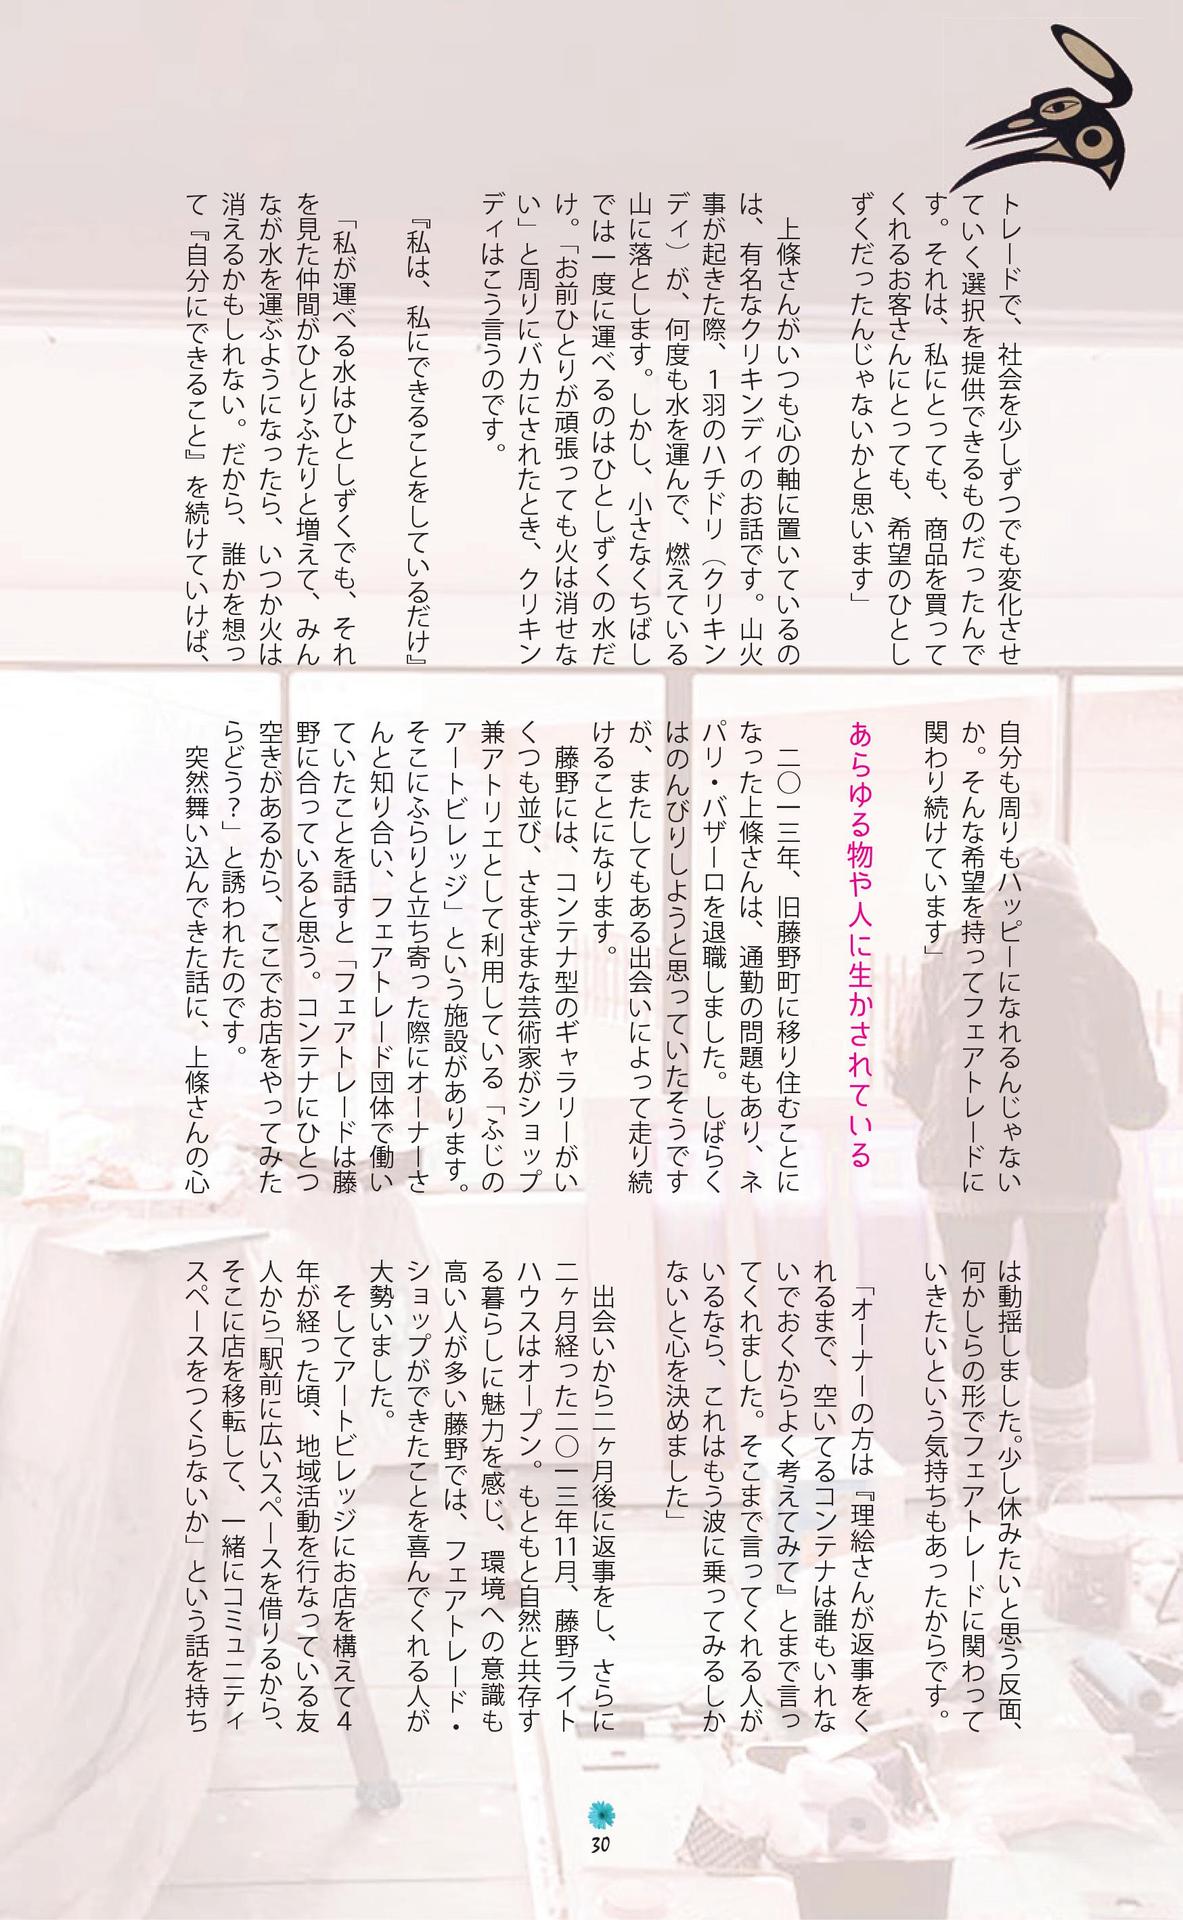 トレードで、社会を少しずつでも変化させ
ていく選択を提供できるものだったんで
す。それは、私にとっても、商品を買って
くれるお客さんにとっても、希望のひとし
ずくだったんじゃないかと思います」
上條さんがいつも心の軸に置いているの
は、有名なクリキンディのお話です。山火
事が起きた際、1羽のハチドリ（クリキン
ディ）が、何度も水を運んで、燃えている
山に落とします。しかし、小さなくちばし
では一度に運べるのはひとしずくの水だ
け。「お前ひとりが頑張っても火は消せな
い」と周りにバカにされたとき、クリキン
ディはこう言うのです。
『私は、私にできることをしているだけ』
「私が運べる水はひとしずくでも、それ
を見た仲間がひとりふたりと増えて、みん
なが水を運ぶようになったら、いつか火は
消えるかもしれない。だから、誰かを想っ
て『自分にできること』を続けていけば、
自分も周りもハッピーになれるんじゃない
か。そんな希望を持ってフェアトレードに
関わり続けています」
あらゆる物や人に生かされている
二〇一三年、旧藤野町に移り住むことに
なった上條さんは、通勤の問題もあり、ネ
パリ・バザーロを退職しました。しばらく
はのんびりしようと思っていたそうです
が、またしてもある出会いによって走り続
けることになります。
藤野には、コンテナ型のギャラリーがい
くつも並び、さまざまな芸術家がショップ
兼アトリエとして利用している「ふじの
アートビレッジ」という施設があります。
そこにふらりと立ち寄った際にオーナーさ
んと知り合い、フェアトレード団体で働い
ていたことを話すと「フェアトレードは藤
野に合っていると思う。コンテナにひとつ
空きがあるから、ここでお店をやってみた
らどう？」と誘われたのです。
突然舞い込んできた話に、上條さんの心
は動揺しました。少し休みたいと思う反面、
何かしらの形でフェアトレードに関わって
いきたいという気持ちもあったからです。
「オーナーの方は『理絵さんが返事をく
れるまで、空いてるコンテナは誰もいれな
いでおくからよく考えてみて』とまで言っ
てくれました。そこまで言ってくれる人が
いるなら、これはもう波に乗ってみるしか
ないと心を決めました」
出会いから二ヶ月後に返事をし、さらに
二ヶ月経った二〇一三年11月、藤野ライト
ハウスはオープン。もともと自然と共存す
る暮らしに魅力を感じ、環境への意識も
高い人が多い藤野では、フェアトレード・
ショップができたことを喜んでくれる人が
大勢いました。
そしてアートビレッジにお店を構えて4
年が経った頃、地域活動を行なっている友
人から「駅前に広いスペースを借りるから、
そこに店を移転して、一緒にコミュニティ
スペースをつくらないか」という話を持ち
30